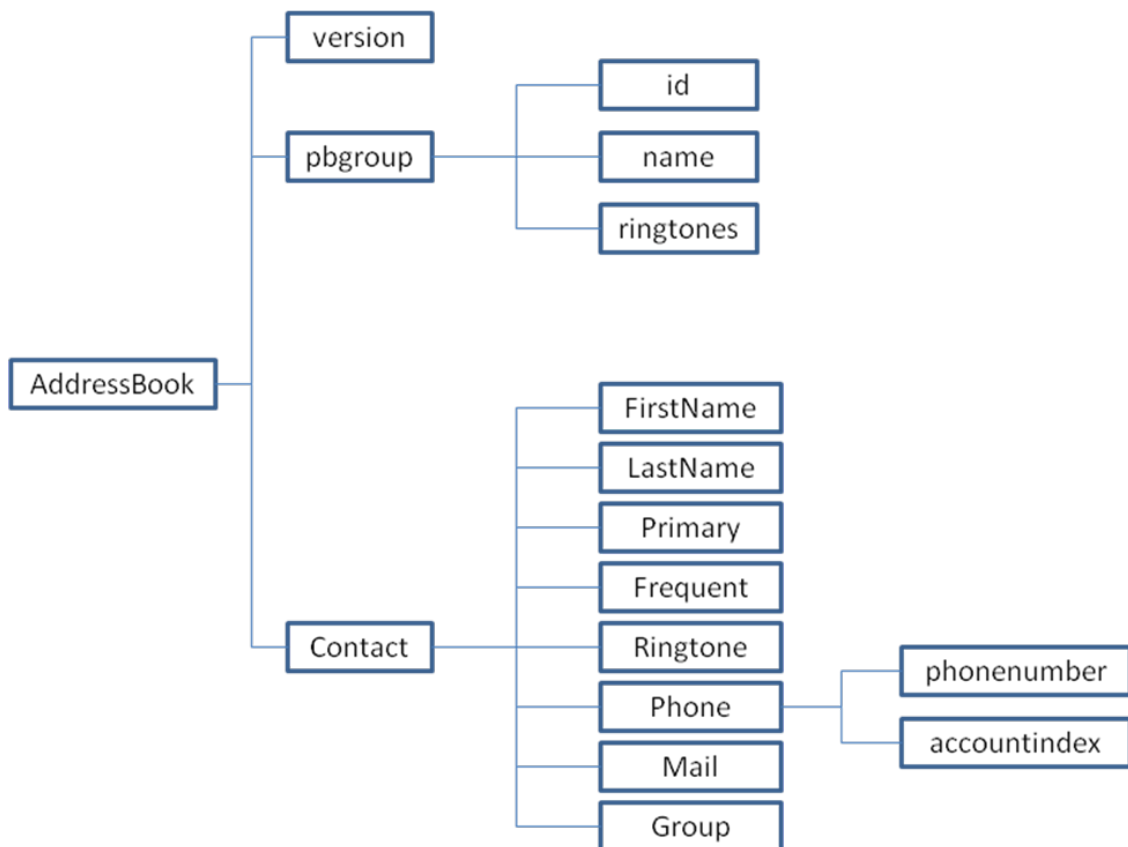 version
id
pbgroup
name
ringtones
AddressBook
FirstName
LastName
Primary
Frequent
Contact
Ringtone
phonenumber
Phone
accountindex
Mail
Group